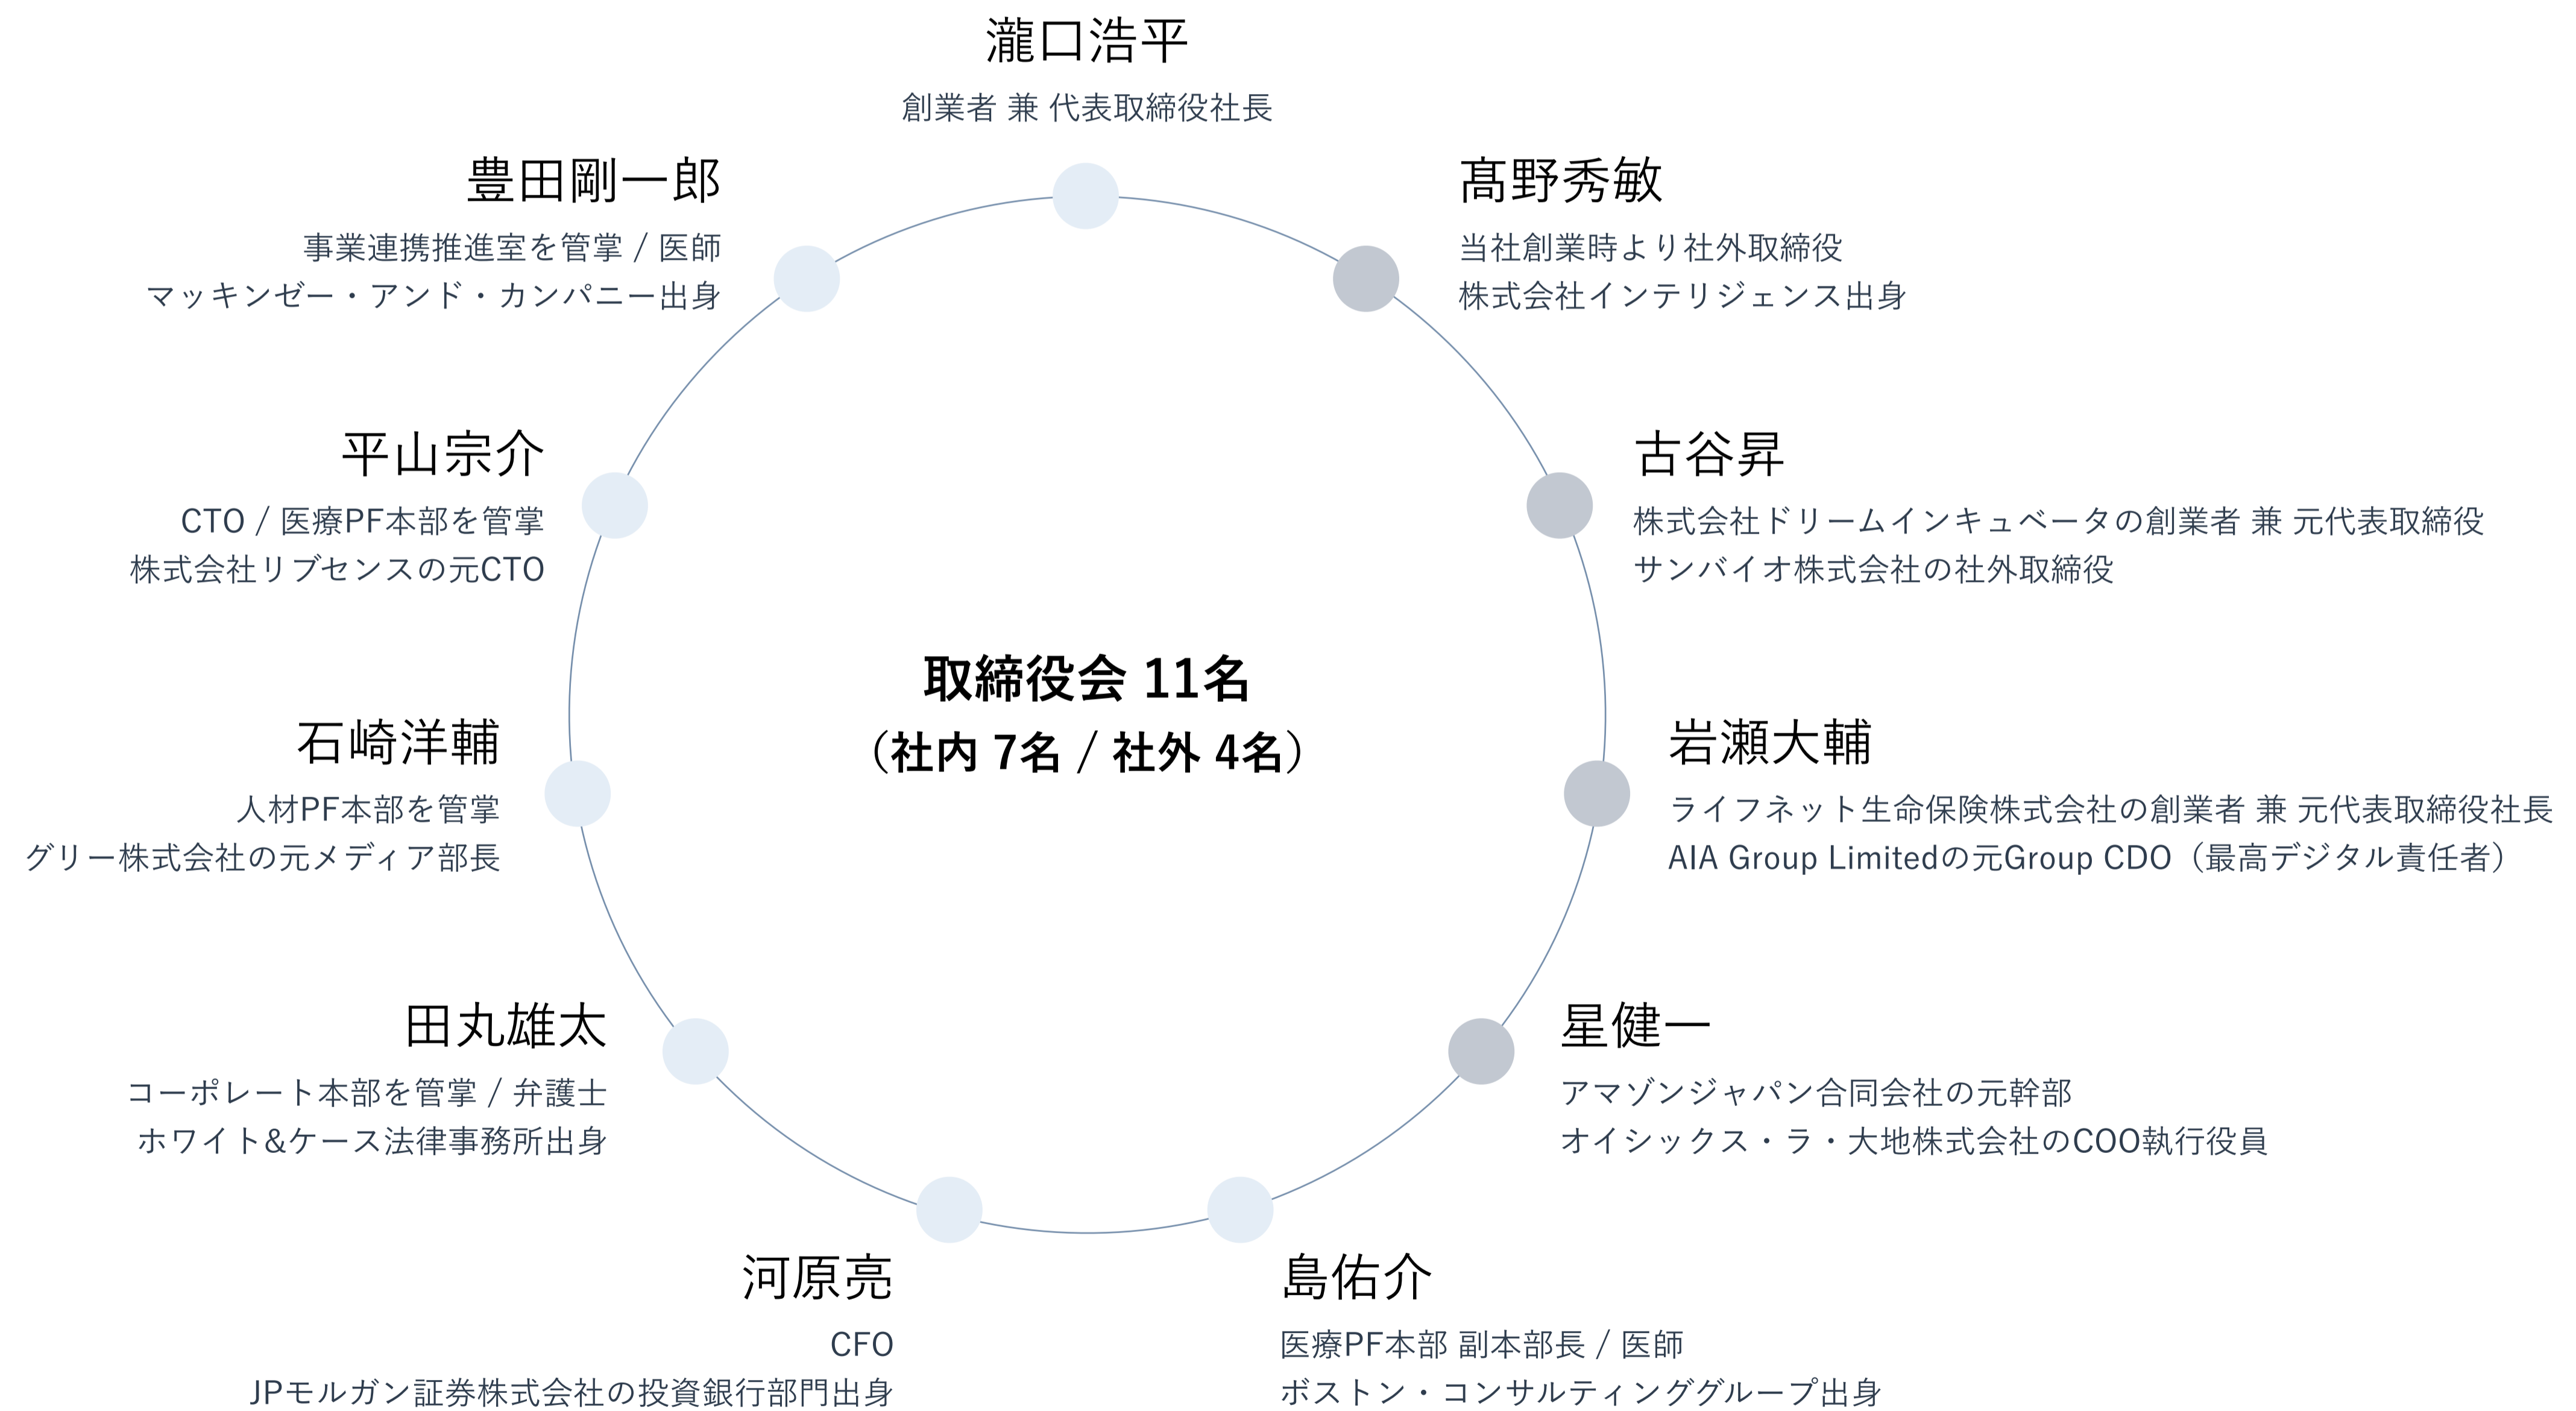 瀧口浩平
創業者 兼 代表取締役社長
豊田剛一郎
事業連携推進室を管掌 / 医師
マッキンゼー・アンド・カンパニー出身
髙野秀敏
当社創業時より社外取締役
株式会社インテリジェンス出身
平山宗介
CTO / 医療PF本部を管掌
株式会社リブセンスの元CTO
古谷昇
株式会社ドリームインキュベータの創業者 兼 元代表取締役
サンバイオ株式会社の社外取締役
取締役会 11名
（社内 7名 / 社外 4名）
石崎洋輔
人材PF本部を管掌
グリー株式会社の元メディア部長
岩瀬大輔
ライフネット生命保険株式会社の創業者 兼 元代表取締役社長
AIA Group Limitedの元Group CDO（最高デジタル責任者）
田丸雄太
コーポレート本部を管掌 / 弁護士
ホワイト&ケース法律事務所出身
星健一
アマゾンジャパン合同会社の元幹部
オイシックス・ラ・大地株式会社のCOO執行役員
河原亮
CFO
JPモルガン証券株式会社の投資銀行部門出身
島佑介
医療PF本部 副本部長 / 医師
ボストン・コンサルティンググループ出身